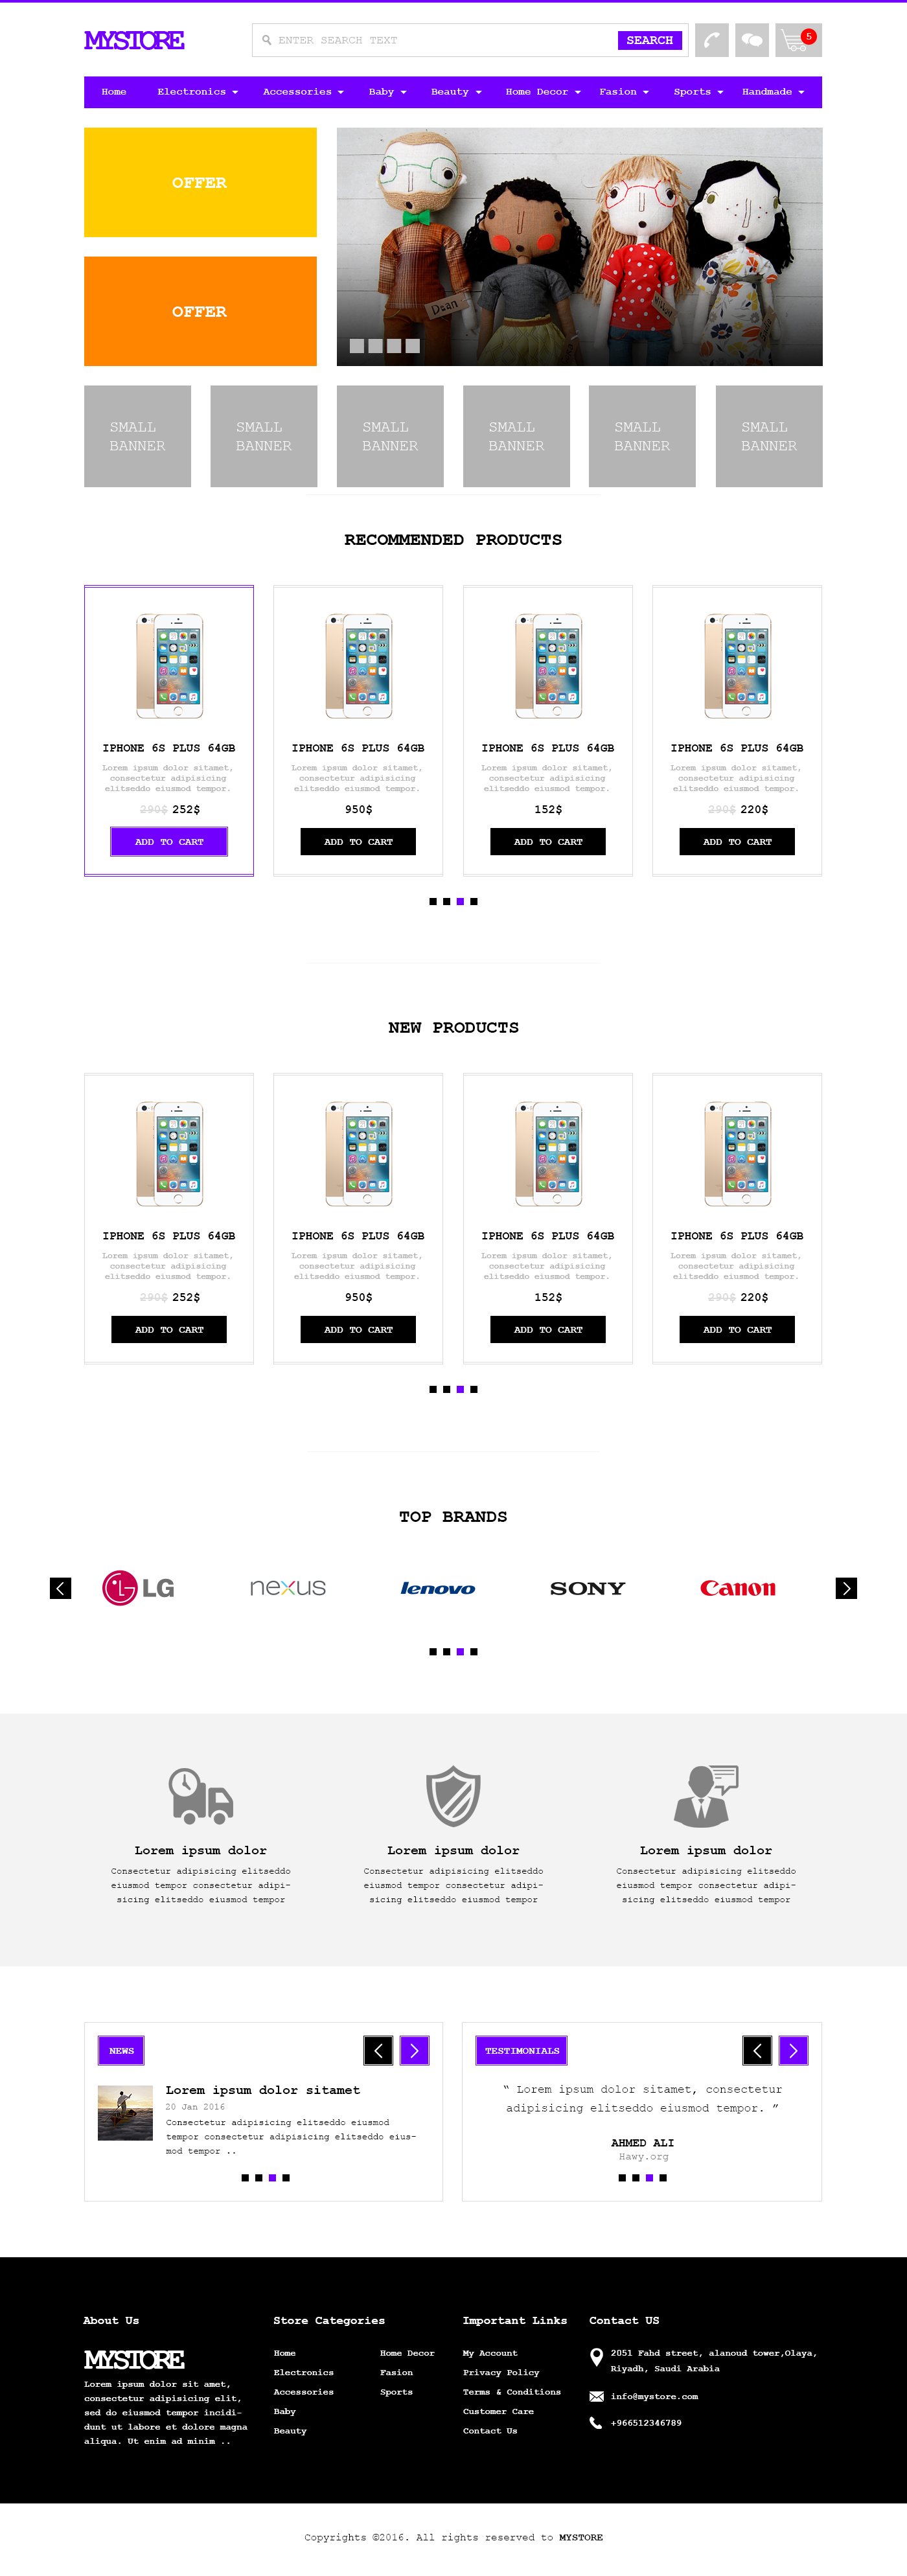 MYSTORE
ENTER SEARCH TEXT
SEARCH
5
Home Electronics Accessories Baby Beauty Home Decor Fasion Sports Handmade
OFFER
OFFER
Dean
SMALL BANNER
SMALL BANNER
SMALL BANNER
SMALL BANNER
SMALL BANNER
SMALL BANNER
RECOMMENDED PRODUCTS
IPHONE 6S PLUS 64GB
Lorem ipsum dolor sitamet,
consectetur adipisicing
elitseddo eiusmod tempor.
290$ 252$
ADD TO CART
IPHONE 6S PLUS 64GB
Lorem ipsum dolor sitamet,
consectetur adipisicing
elitseddo eiusmod tempor.
950$
ADD TO CART
IPHONE 6S PLUS 64GB
Lorem ipsum dolor sitamet,
consectetur adipisicing
elitseddo eiusmod tempor.
152$
ADD TO CART
IPHONE 6S PLUS 64GB
Lorem ipsum dolor sitamet,
consectetur adipisicing
elitseddo eiusmod tempor.
290$ 220$
ADD TO CART
NEW PRODUCTS
IPHONE 6S PLUS 64GB
Lorem ipsum dolor sitamet,
consectetur adipisicing
elitseddo eiusmod tempor.
290$ 252$
ADD TO CART
IPHONE 6S PLUS 64GB
Lorem ipsum dolor sitamet,
consectetur adipisicing
elitseddo eiusmod tempor.
950$
ADD TO CART
IPHONE 6S PLUS 64GB
Lorem ipsum dolor sitamet,
consectetur adipisicing
elitseddo eiusmod tempor.
152$
ADD TO CART
IPHONE 6S PLUS 64GB
Lorem ipsum dolor sitamet,
consectetur adipisicing
elitseddo eiusmod tempor.
290$ 220$
ADD TO CART
TOP BRANDS
LG nexus lenovo SONY Canon
Lorem ipsum dolor
Consectetur adipisicing elitseddo
eiusmod tempor consectetur adipi-
sicing elitseddo eiusmod tempor
Lorem ipsum dolor
Consectetur adipisicing elitseddo
eiusmod tempor consectetur adipi-
sicing elitseddo eiusmod tempor
Lorem ipsum dolor
Consectetur adipisicing elitseddo
eiusmod tempor consectetur adipi-
sicing elitseddo eiusmod tempor
NEWS
Lorem ipsum dolor sitamet
20 Jan 2016
Consectetur adipisicing elitseddo eiusmod
tempor consectetur adipisicing elitseddo eius-
mod tempor ..
TESTIMONIALS
“ Lorem ipsum dolor sitamet, consectetur
adipisicing elitseddo eiusmod tempor. ”
AHMED ALI
Hawy.org
About Us
MYSTORE
Lorem ipsum dolor sit amet,
consectetur adipisicing elit,
sed do eiusmod tempor incidi-
dunt ut labore et dolore magna
aliqua. Ut enim ad minim ..
Store Categories
Home
Electronics
Accessories
Baby
Beauty
Home Decor
Fasion
Sports
Important Links
My Account
Privacy Policy
Terms & Conditions
Customer Care
Contact Us
Contact US
2051 Fahd street, alanoud tower,Olaya,
Riyadh, Saudi Arabia
info@mystore.com
+966512346789
Copyrights ©2016. All rights reserved to MYSTORE